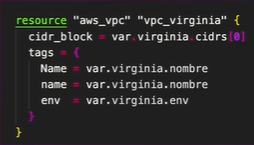 resource "aws_vpc" "vpc_virginia" {
  cidr_block = var.virginia.cidrs[0]
  tags = {
    Name = var.virginia.nombre
    name = var.virginia.nombre
    env  = var.virginia.env
  }
}